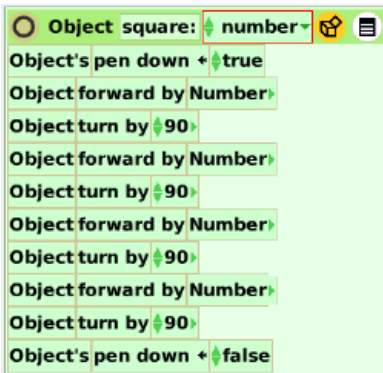 Object square: number
Object's pen down ← true
Object forward by Number
Object turn by 90
Object forward by Number
Object turn by 90
Object forward by Number
Object turn by 90
Object forward by Number
Object turn by 90
Object's pen down ← false